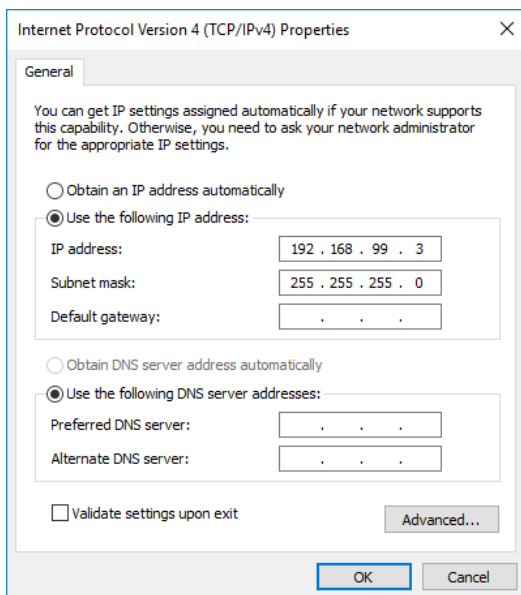 Internet Protocol Version 4 (TCP/IPv4) Properties
General
You can get IP settings assigned automatically if your network supports
this capability. Otherwise, you need to ask your network administrator
for the appropriate IP settings.
Obtain an IP address automatically
Use the following IP address:
IP address: 192 . 168 . 99 . 3
Subnet mask: 255 . 255 . 255 . 0
Default gateway: . . .
Obtain DNS server address automatically
Use the following DNS server addresses:
Preferred DNS server: . . .
Alternate DNS server: . . .
Validate settings upon exit
Advanced...
OK Cancel